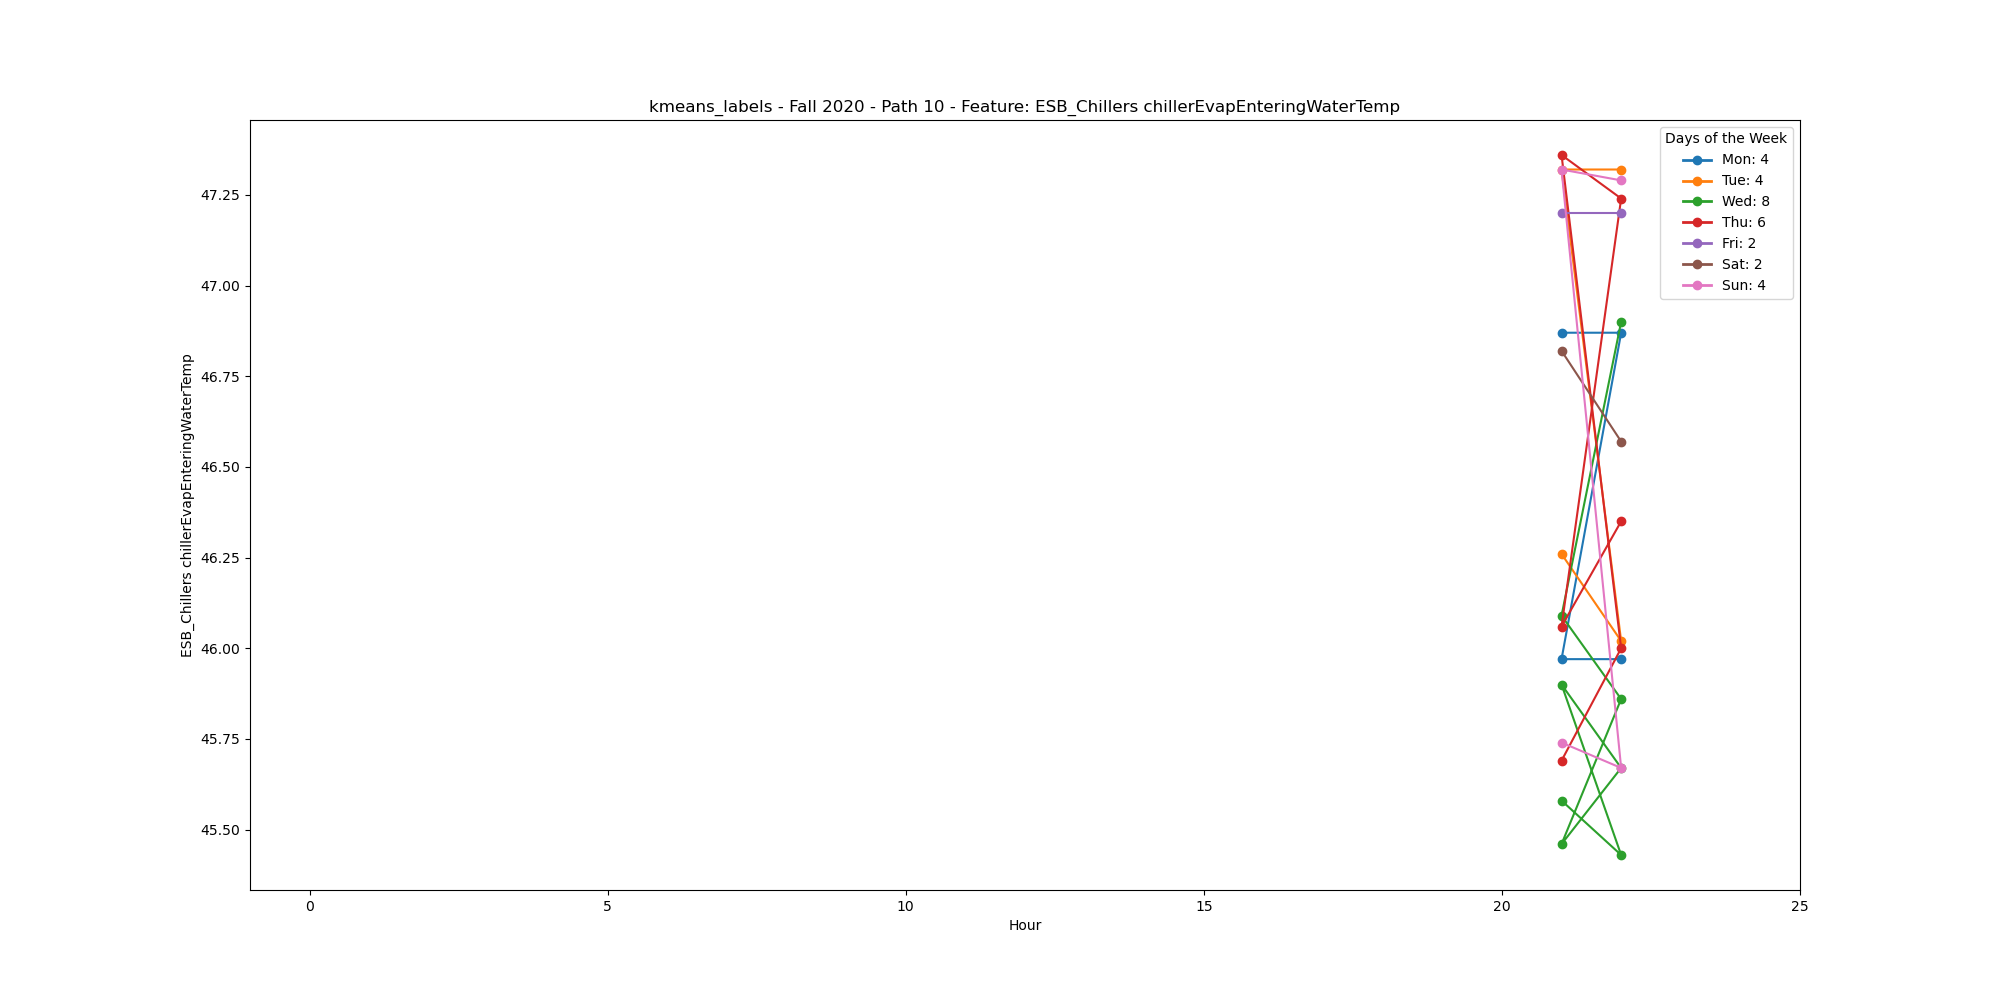 kmeans_labels - Fall 2020 - Path 10 - Feature: ESB_Chillers chillerEvapEnteringWaterTemp
Days of the Week
Mon: 4
Tue: 4
Wed: 8
Thu: 6
Fri: 2
Sat: 2
Sun: 4
ESB_Chillers chillerEvapEnteringWaterTemp
47.25
47.00
46.75
46.50
46.25
46.00
45.75
45.50
0 5 10 15 20 25
Hour